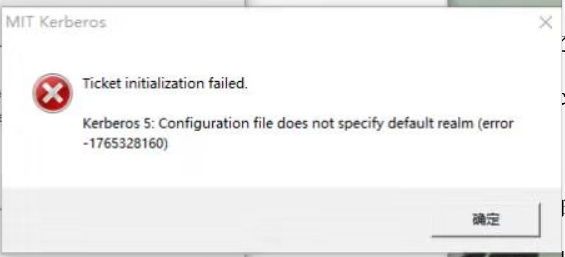 MIT Kerberos
Ticket initialization failed.
Kerberos 5: Configuration file does not specify default realm (error
-1765328160)
确定